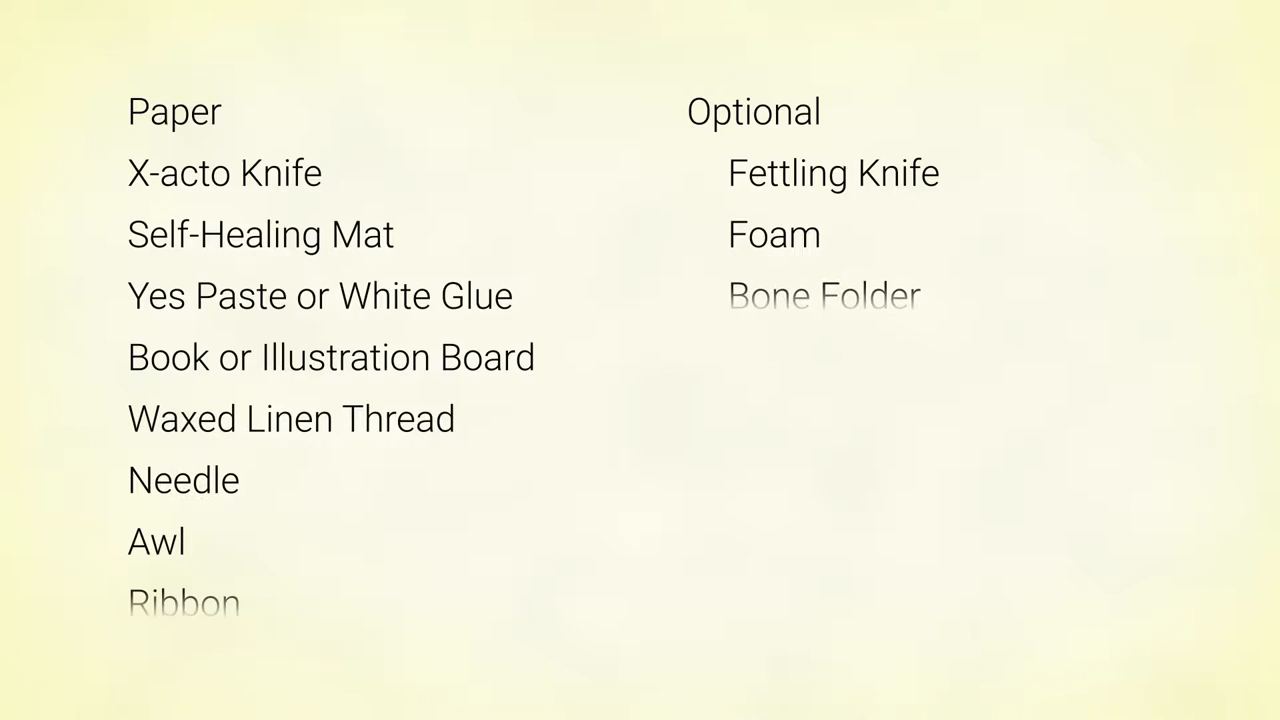 Paper
X-acto Knife
Self-Healing Mat
Yes Paste or White Glue
Book or Illustration Board
Waxed Linen Thread
Needle
Awl
Ribbon
Optional
Fettling Knife
Foam
Bone Folder